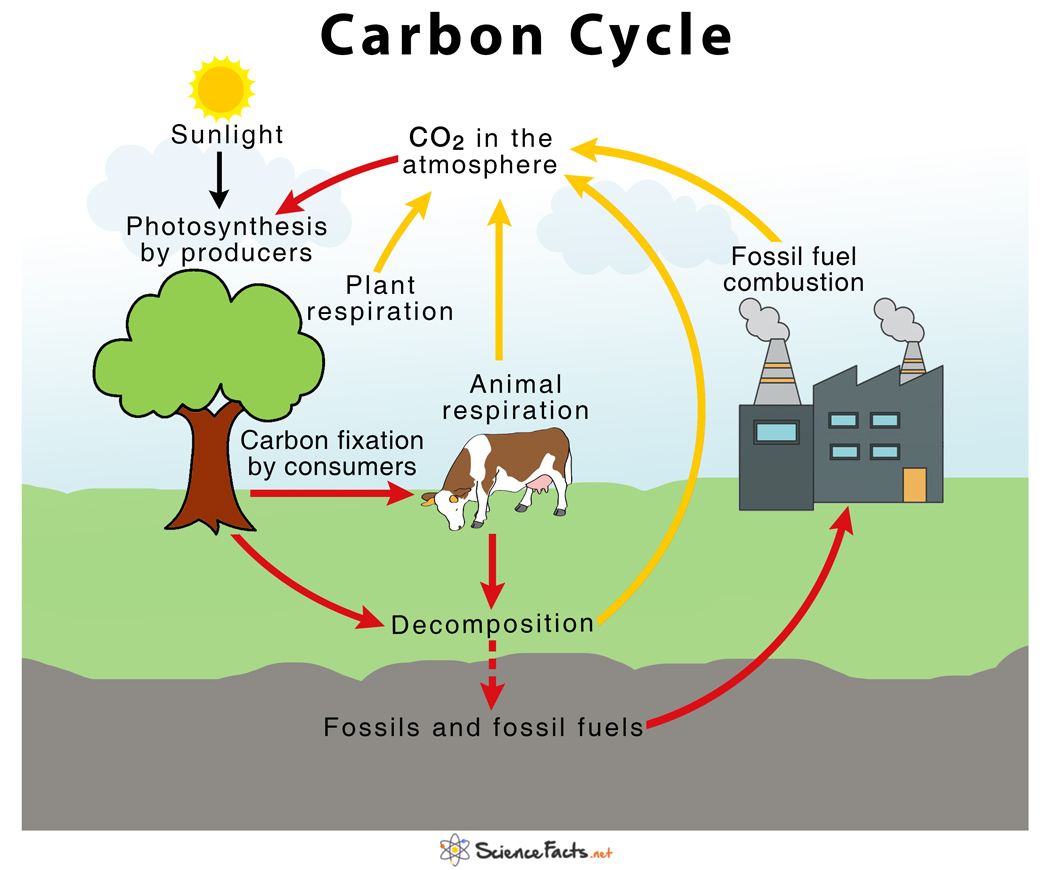 Carbon Cycle
Sunlight
CO₂ in the
atmosphere
Photosynthesis
by producers
Plant
respiration
Fossil fuel
combustion
Animal
respiration
Carbon fixation
by consumers
Decomposition
Fossils and fossil fuels
ScienceFacts.net